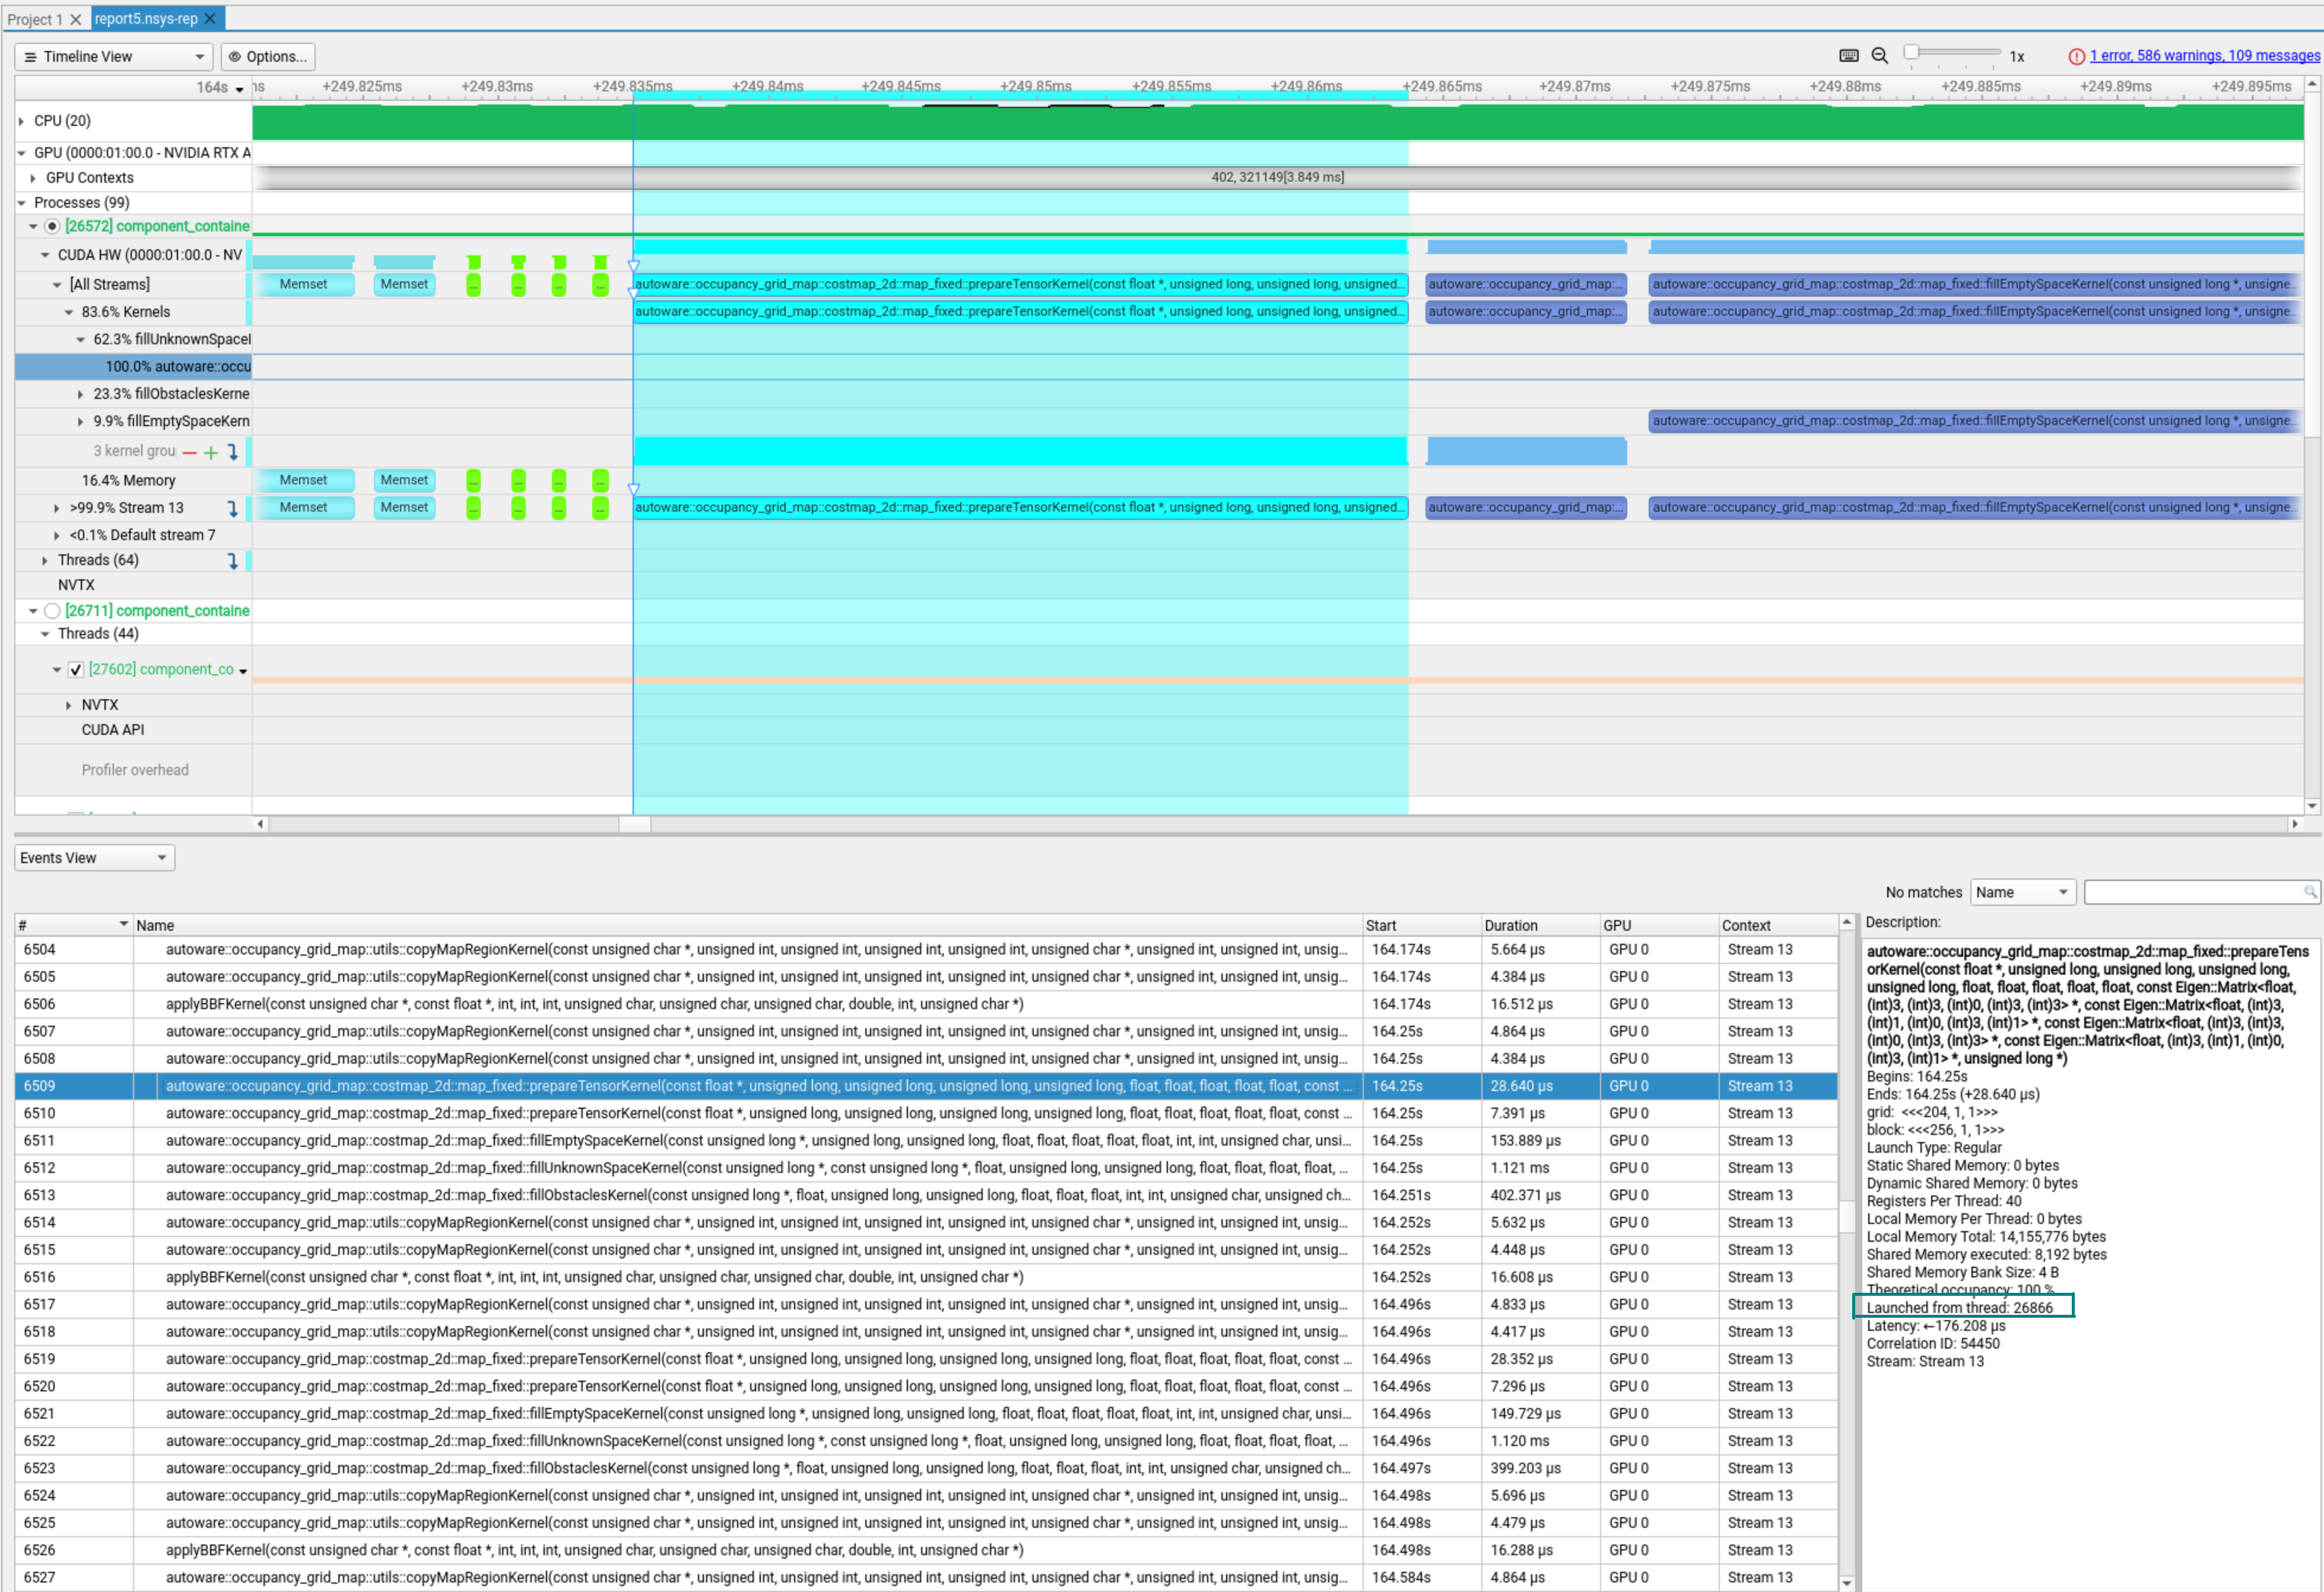 Project 1
report5.nsys-rep
Timeline View
Options...
1x
1 error, 586 warnings, 109 messages
164s
+249.825ms +249.83ms +249.835ms +249.84ms +249.845ms +249.85ms +249.855ms +249.86ms +249.865ms +249.87ms +249.875ms +249.88ms +249.885ms +249.89ms +249.895ms
CPU (20)
GPU (0000:01:00.0 - NVIDIA RTX A
GPU Contexts
402, 321149[3.849 ms]
Processes (99)
[26572] component_containe
CUDA HW (0000:01:00.0 - NV
[All Streams] Memset Memset ... ... ... ... autoware::occupancy_grid_map::costmap_2d::map_fixed::prepareTensorKernel(const float *, unsigned long, unsigned long, unsigned... autoware::occupancy_grid_map:... autoware::occupancy_grid_map::costmap_2d::map_fixed::fillEmptySpaceKernel(const unsigned long *, unsigne...
83.6% Kernels autoware::occupancy_grid_map::costmap_2d::map_fixed::prepareTensorKernel(const float *, unsigned long, unsigned long, unsigned... autoware::occupancy_grid_map:... autoware::occupancy_grid_map::costmap_2d::map_fixed::fillEmptySpaceKernel(const unsigned long *, unsigne...
62.3% fillUnknownSpacel
100.0% autoware::occu
23.3% fillObstaclesKerne
9.9% fillEmptySpaceKern autoware::occupancy_grid_map::costmap_2d::map_fixed::fillEmptySpaceKernel(const unsigned long *, unsigne...
3 kernel grou
16.4% Memory Memset Memset ... ... ... ...
>99.9% Stream 13 Memset Memset ... ... ... ... autoware::occupancy_grid_map::costmap_2d::map_fixed::prepareTensorKernel(const float *, unsigned long, unsigned long, unsigned... autoware::occupancy_grid_map:... autoware::occupancy_grid_map::costmap_2d::map_fixed::fillEmptySpaceKernel(const unsigned long *, unsigne...
<0.1% Default stream 7
Threads (64)
NVTX
[26711] component_containe
Threads (44)
[27602] component_co
NVTX
CUDA API
Profiler overhead
Events View
No matches Name
# Name Start Duration GPU Context
6504 autoware::occupancy_grid_map::utils::copyMapRegionKernel(const unsigned char *, unsigned int, unsigned int, unsigned int, unsigned int, unsigned char *, unsigned int, unsigned int, unsig... 164.174s 5.664 µs GPU 0 Stream 13
6505 autoware::occupancy_grid_map::utils::copyMapRegionKernel(const unsigned char *, unsigned int, unsigned int, unsigned int, unsigned int, unsigned char *, unsigned int, unsigned int, unsig... 164.174s 4.384 µs GPU 0 Stream 13
6506 applyBBFKernel(const unsigned char *, const float *, int, int, int, unsigned char, unsigned char, unsigned char, double, int, unsigned char *) 164.174s 16.512 µs GPU 0 Stream 13
6507 autoware::occupancy_grid_map::utils::copyMapRegionKernel(const unsigned char *, unsigned int, unsigned int, unsigned int, unsigned int, unsigned char *, unsigned int, unsigned int, unsig... 164.25s 4.864 µs GPU 0 Stream 13
6508 autoware::occupancy_grid_map::utils::copyMapRegionKernel(const unsigned char *, unsigned int, unsigned int, unsigned int, unsigned int, unsigned char *, unsigned int, unsigned int, unsig... 164.25s 4.384 µs GPU 0 Stream 13
6509 autoware::occupancy_grid_map::costmap_2d::map_fixed::prepareTensorKernel(const float *, unsigned long, unsigned long, unsigned long, unsigned long, float, float, float, float, float, const ... 164.25s 28.640 µs GPU 0 Stream 13
6510 autoware::occupancy_grid_map::costmap_2d::map_fixed::prepareTensorKernel(const float *, unsigned long, unsigned long, unsigned long, unsigned long, float, float, float, float, float, const ... 164.25s 7.391 µs GPU 0 Stream 13
6511 autoware::occupancy_grid_map::costmap_2d::map_fixed::fillEmptySpaceKernel(const unsigned long *, unsigned long, unsigned long, float, float, float, float, float, int, int, unsigned char, unsi... 164.25s 153.889 µs GPU 0 Stream 13
6512 autoware::occupancy_grid_map::costmap_2d::map_fixed::fillUnknownSpaceKernel(const unsigned long *, const unsigned long *, float, unsigned long, unsigned long, float, float, float, float, ... 164.25s 1.121 ms GPU 0 Stream 13
6513 autoware::occupancy_grid_map::costmap_2d::map_fixed::fillObstaclesKernel(const unsigned long *, float, unsigned long, unsigned long, float, float, float, int, int, unsigned char, unsigned ch... 164.251s 402.371 µs GPU 0 Stream 13
6514 autoware::occupancy_grid_map::utils::copyMapRegionKernel(const unsigned char *, unsigned int, unsigned int, unsigned int, unsigned int, unsigned char *, unsigned int, unsigned int, unsig... 164.252s 5.632 µs GPU 0 Stream 13
6515 autoware::occupancy_grid_map::utils::copyMapRegionKernel(const unsigned char *, unsigned int, unsigned int, unsigned int, unsigned int, unsigned char *, unsigned int, unsigned int, unsig... 164.252s 4.448 µs GPU 0 Stream 13
6516 applyBBFKernel(const unsigned char *, const float *, int, int, int, unsigned char, unsigned char, unsigned char, double, int, unsigned char *) 164.252s 16.608 µs GPU 0 Stream 13
6517 autoware::occupancy_grid_map::utils::copyMapRegionKernel(const unsigned char *, unsigned int, unsigned int, unsigned int, unsigned int, unsigned char *, unsigned int, unsigned int, unsig... 164.496s 4.833 µs GPU 0 Stream 13
6518 autoware::occupancy_grid_map::utils::copyMapRegionKernel(const unsigned char *, unsigned int, unsigned int, unsigned int, unsigned int, unsigned char *, unsigned int, unsigned int, unsig... 164.496s 4.417 µs GPU 0 Stream 13
6519 autoware::occupancy_grid_map::costmap_2d::map_fixed::prepareTensorKernel(const float *, unsigned long, unsigned long, unsigned long, unsigned long, float, float, float, float, float, const ... 164.496s 28.352 µs GPU 0 Stream 13
6520 autoware::occupancy_grid_map::costmap_2d::map_fixed::prepareTensorKernel(const float *, unsigned long, unsigned long, unsigned long, unsigned long, float, float, float, float, float, const ... 164.496s 7.296 µs GPU 0 Stream 13
6521 autoware::occupancy_grid_map::costmap_2d::map_fixed::fillEmptySpaceKernel(const unsigned long *, unsigned long, unsigned long, float, float, float, float, float, int, int, unsigned char, unsi... 164.496s 149.729 µs GPU 0 Stream 13
6522 autoware::occupancy_grid_map::costmap_2d::map_fixed::fillUnknownSpaceKernel(const unsigned long *, const unsigned long *, float, unsigned long, unsigned long, float, float, float, float, ... 164.496s 1.120 ms GPU 0 Stream 13
6523 autoware::occupancy_grid_map::costmap_2d::map_fixed::fillObstaclesKernel(const unsigned long *, float, unsigned long, unsigned long, float, float, float, int, int, unsigned char, unsigned ch... 164.497s 399.203 µs GPU 0 Stream 13
6524 autoware::occupancy_grid_map::utils::copyMapRegionKernel(const unsigned char *, unsigned int, unsigned int, unsigned int, unsigned int, unsigned char *, unsigned int, unsigned int, unsig... 164.498s 5.696 µs GPU 0 Stream 13
6525 autoware::occupancy_grid_map::utils::copyMapRegionKernel(const unsigned char *, unsigned int, unsigned int, unsigned int, unsigned int, unsigned char *, unsigned int, unsigned int, unsig... 164.498s 4.479 µs GPU 0 Stream 13
6526 applyBBFKernel(const unsigned char *, const float *, int, int, int, unsigned char, unsigned char, unsigned char, double, int, unsigned char *) 164.498s 16.288 µs GPU 0 Stream 13
6527 autoware::occupancy_grid_map::utils::copyMapRegionKernel(const unsigned char *, unsigned int, unsigned int, unsigned int, unsigned int, unsigned char *, unsigned int, unsigned int, unsig... 164.584s 4.864 µs GPU 0 Stream 13
Description:
autoware::occupancy_grid_map::costmap_2d::map_fixed::prepareTens
orKernel(const float *, unsigned long, unsigned long, unsigned long,
unsigned long, float, float, float, float, float, const Eigen::Matrix<float,
(int)3, (int)3, (int)0, (int)3, (int)3> *, const Eigen::Matrix<float, (int)3,
(int)1, (int)0, (int)3, (int)1> *, const Eigen::Matrix<float, (int)3, (int)3,
(int)0, (int)3, (int)3> *, const Eigen::Matrix<float, (int)3, (int)1, (int)0,
(int)3, (int)1> *, unsigned long *)
Begins: 164.25s
Ends: 164.25s (+28.640 µs)
grid: <<<204, 1, 1>>>
block: <<<256, 1, 1>>>
Launch Type: Regular
Static Shared Memory: 0 bytes
Dynamic Shared Memory: 0 bytes
Registers Per Thread: 40
Local Memory Per Thread: 0 bytes
Local Memory Total: 14,155,776 bytes
Shared Memory executed: 8,192 bytes
Shared Memory Bank Size: 4 B
Theoretical occupancy: 100 %
Launched from thread: 26866
Latency: ←176.208 µs
Correlation ID: 54450
Stream: Stream 13